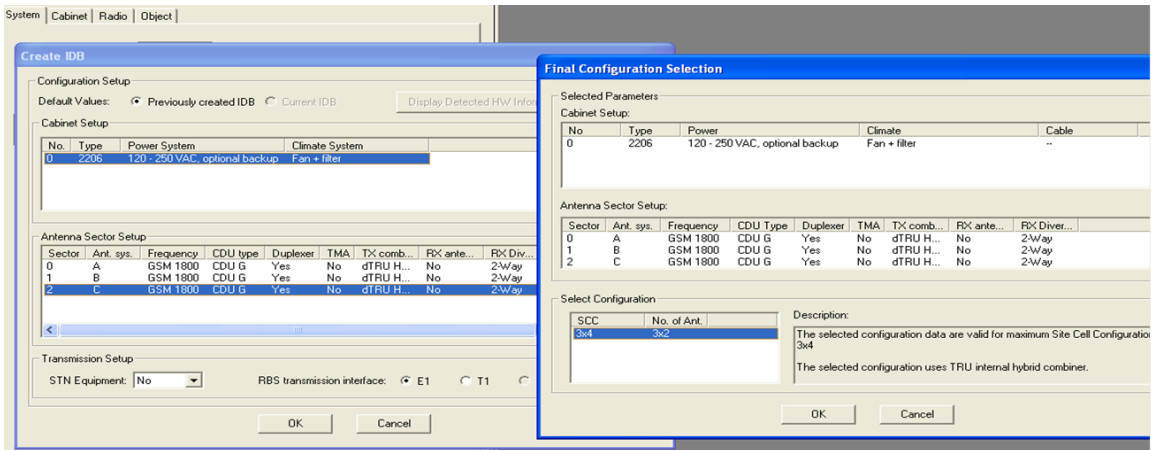 System Cabinet Radio Object
Create IDB
Configuration Setup
Default Values: Previously created IDB Current IDB Display Detected HW Infor
Cabinet Setup
No. Type Power System Climate System
0 2206 120 - 250 VAC, optional backup Fan + filter
Antenna Sector Setup
Sector Ant. sys. Frequency CDU type Duplexer TMA TX comb... RX ante... RX Div...
0 A GSM 1800 CDU G Yes No dTRU H... No 2-Way
1 B GSM 1800 CDU G Yes No dTRU H... No 2-Way
2 C GSM 1800 CDU G Yes No dTRU H... No 2-Way
Transmission Setup
STN Equipment: No RBS transmission interface: E1 T1
OK Cancel
Final Configuration Selection
Selected Parameters
Cabinet Setup:
No Type Power Climate Cable
0 2206 120 - 250 VAC, optional backup Fan + filter --
Antenna Sector Setup:
Sector Ant. sys. Frequency CDU Type Duplexer TMA TX comb... RX ante... RX Diver...
0 A GSM 1800 CDU G Yes No dTRU H... No 2-Way
1 B GSM 1800 CDU G Yes No dTRU H... No 2-Way
2 C GSM 1800 CDU G Yes No dTRU H... No 2-Way
Select Configuration
SCC No. of Ant.
3x4 3x2
Description:
The selected configuration data are valid for maximum Site Cell Configuratio
3x4
The selected configuration uses TRU internal hybrid combiner.
OK Cancel